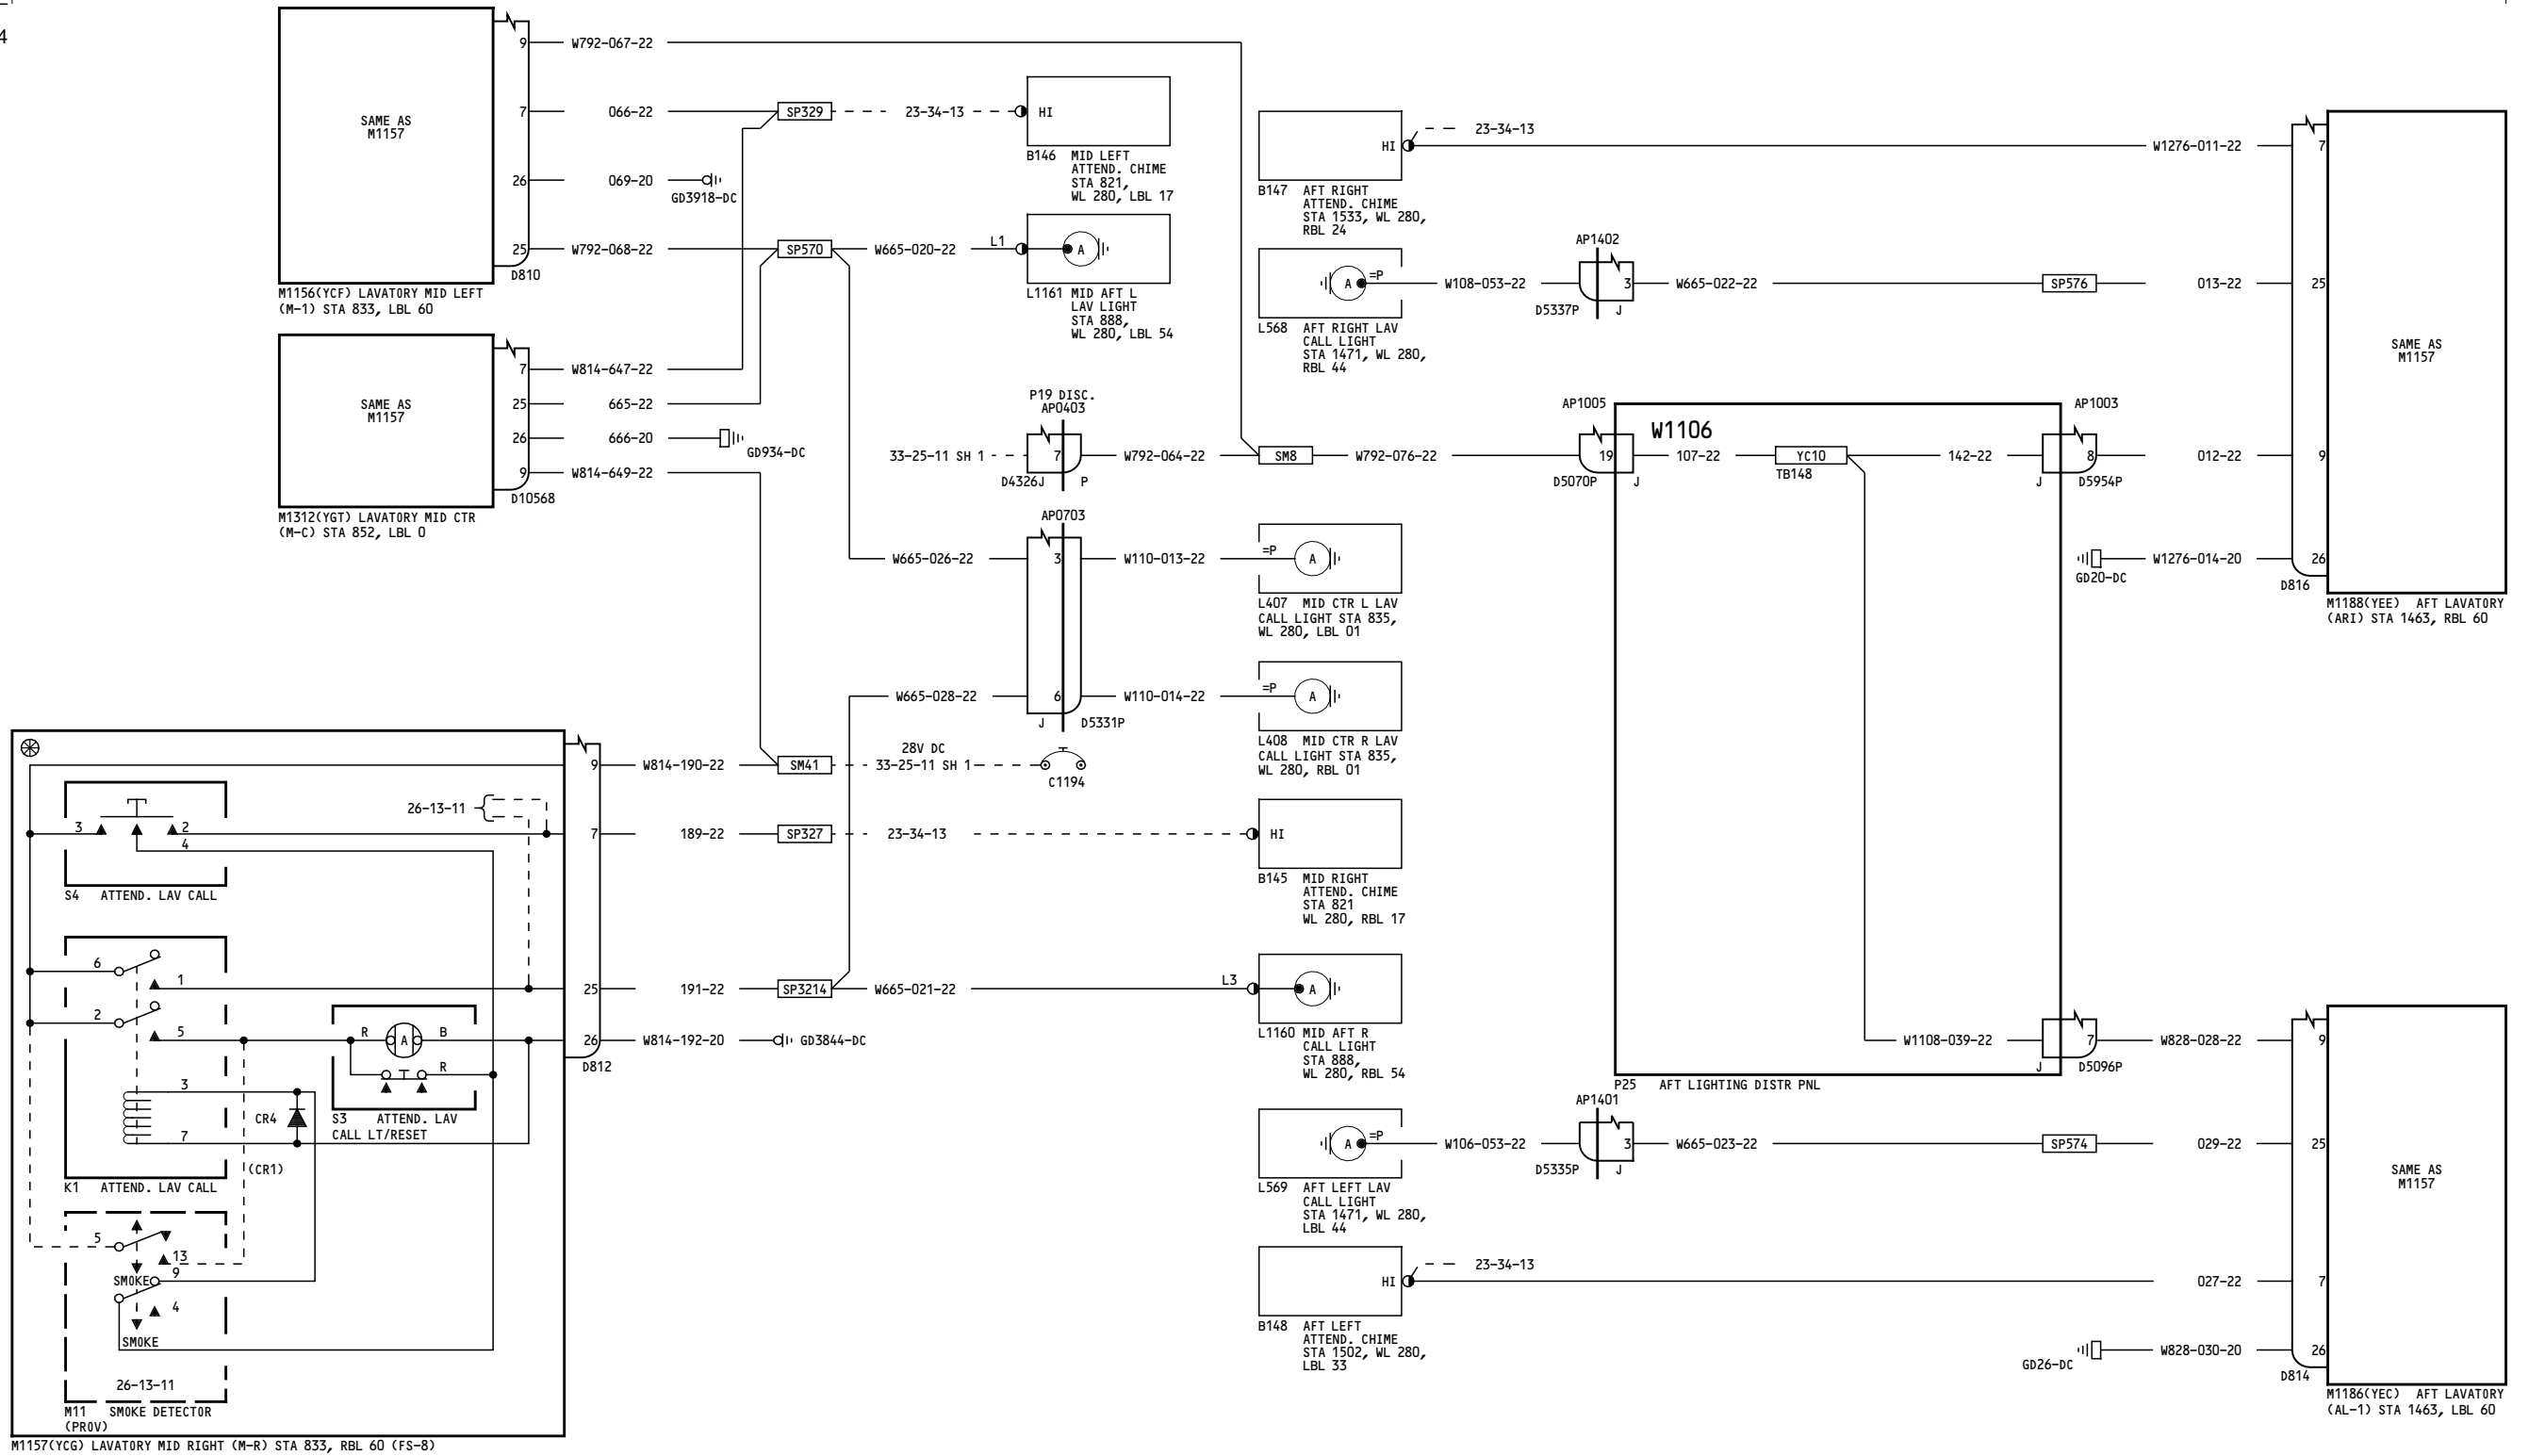 4
SAME AS
M1157
9
7
26
25
D810
M1156(YCF) LAVATORY MID LEFT
(M-1) STA 833, LBL 60
W792-067-22
066-22
069-20
GD3918-DC
W792-068-22
SP329
23-34-13
HI
B146 MID LEFT
ATTEND. CHIME
STA 821,
WL 280, LBL 17
SP570
W665-020-22
L1
A
L1161 MID AFT L
LAV LIGHT
STA 888,
WL 280, LBL 54
SAME AS
M1157
7
25
26
9
D10568
M1312(YGT) LAVATORY MID CTR
(M-C) STA 852, LBL 0
W814-647-22
665-22
666-20
GD934-DC
W814-649-22
P19 DISC.
AP0403
33-25-11 SH 1
7
D4326J
P
W792-064-22
SM8
W792-076-22
AP0703
W665-026-22
3
W110-013-22
W665-028-22
6
W110-014-22
J
D5331P
=P
A
L407 MID CTR L LAV
CALL LIGHT STA 835,
WL 280, LBL 01
=P
A
L408 MID CTR R LAV
CALL LIGHT STA 835,
WL 280, RBL 01
HI
23-34-13
B147 AFT RIGHT
ATTEND. CHIME
STA 1533, WL 280,
RBL 24
W1276-011-22
A
=P
L568 AFT RIGHT LAV
CALL LIGHT
STA 1471, WL 280,
RBL 44
W108-053-22
AP1402
3
D5337P
J
W665-022-22
SP576
013-22
7
25
9
26
D816
SAME AS
M1157
M1188(YEE) AFT LAVATORY
(ARI) STA 1463, RBL 60
AP1005
19
D5070P
J
W1106
107-22
YC10
TB148
142-22
AP1003
8
J
D5954P
012-22
GD20-DC
W1276-014-20
W1108-039-22
7
J
D5096P
W828-028-22
P25 AFT LIGHTING DISTR PNL
S4 ATTEND. LAV CALL
3
2
4
26-13-11
9
7
25
26
D812
W814-190-22
SM41
28V DC
33-25-11 SH 1
C1194
189-22
SP327
23-34-13
HI
B145 MID RIGHT
ATTEND. CHIME
STA 821
WL 280, RBL 17
191-22
SP3214
W665-021-22
L3
A
L1160 MID AFT R
CALL LIGHT
STA 888,
WL 280, RBL 54
W814-192-20
GD3844-DC
6
1
2
5
3
7
K1 ATTEND. LAV CALL
CR4
(CR1)
R
A
B
R
S3 ATTEND. LAV
CALL LT/RESET
5
13
SMOKE
9
4
SMOKE
26-13-11
M11 SMOKE DETECTOR
(PROV)
M1157(YCG) LAVATORY MID RIGHT (M-R) STA 833, RBL 60 (FS-8)
A
=P
L569 AFT LEFT LAV
CALL LIGHT
STA 1471, WL 280,
LBL 44
W106-053-22
AP1401
3
D5335P
J
W665-023-22
SP574
029-22
HI
23-34-13
B148 AFT LEFT
ATTEND. CHIME
STA 1502, WL 280,
LBL 33
027-22
GD26-DC
W828-030-20
9
25
7
26
D814
SAME AS
M1157
M1186(YEC) AFT LAVATORY
(AL-1) STA 1463, LBL 60